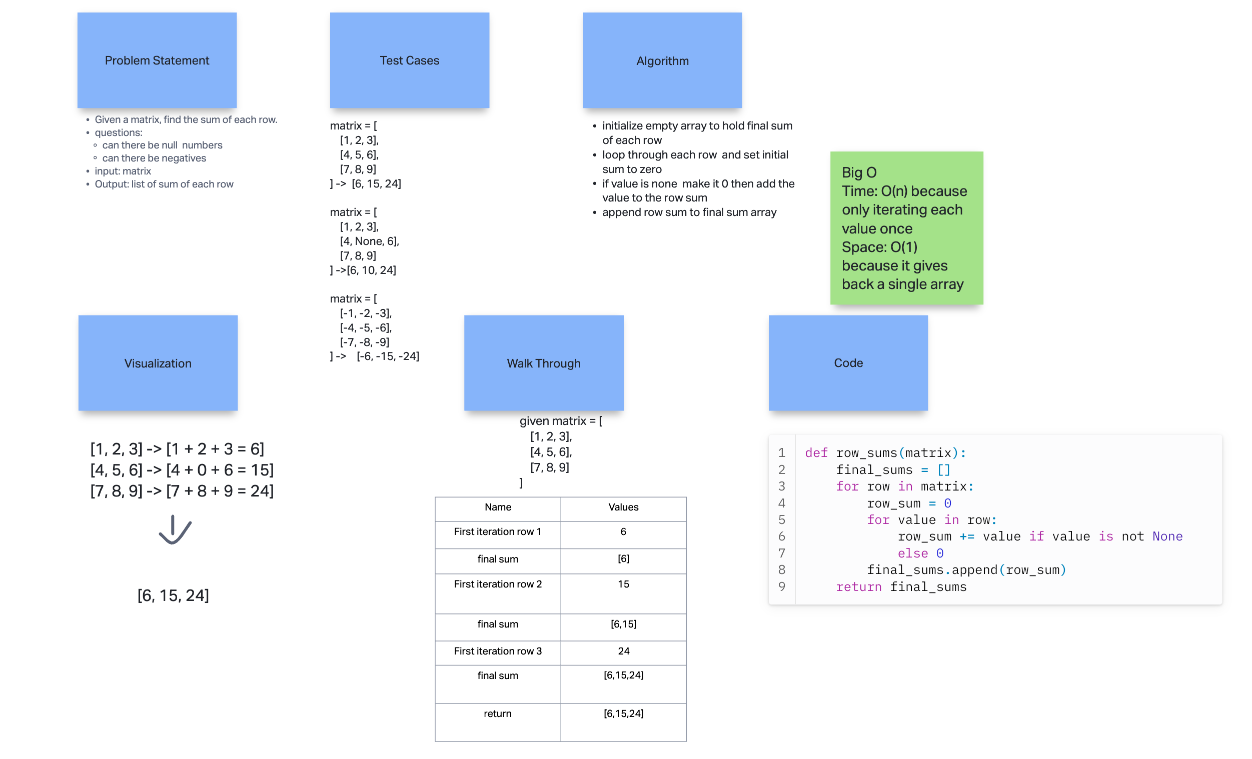 Problem Statement
• Given a matrix, find the sum of each row.
• questions:
◦ can there be null numbers
◦ can there be negatives
• input: matrix
• Output: list of sum of each row
Test Cases
matrix = [
[1, 2, 3],
[4, 5, 6],
[7, 8, 9]
] -> [6, 15, 24]
matrix = [
[1, 2, 3],
[4, None, 6],
[7, 8, 9]
] ->[6, 10, 24]
matrix = [
[-1, -2, -3],
[-4, -5, -6],
[-7, -8, -9]
] -> [-6, -15, -24]
Algorithm
• initialize empty array to hold final sum
of each row
• loop through each row and set initial
sum to zero
• if value is none make it 0 then add the
value to the row sum
• append row sum to final sum array
Big O
Time: O(n) because
only iterating each
value once
Space: O(1)
because it gives
back a single array
Visualization
[1, 2, 3] -> [1 + 2 + 3 = 6]
[4, 5, 6] -> [4 + 0 + 6 = 15]
[7, 8, 9] -> [7 + 8 + 9 = 24]
[6, 15, 24]
Walk Through
given matrix = [
[1, 2, 3],
[4, 5, 6],
[7, 8, 9]
]
Name Values
First iteration row 1 6
final sum [6]
First iteration row 2 15
final sum [6,15]
First iteration row 3 24
final sum [6,15,24]
return [6,15,24]
Code
1 def row_sums(matrix):
2 final_sums = []
3 for row in matrix:
4 row_sum = 0
5 for value in row:
6 row_sum += value if value is not None
7 else 0
8 final_sums.append(row_sum)
9 return final_sums